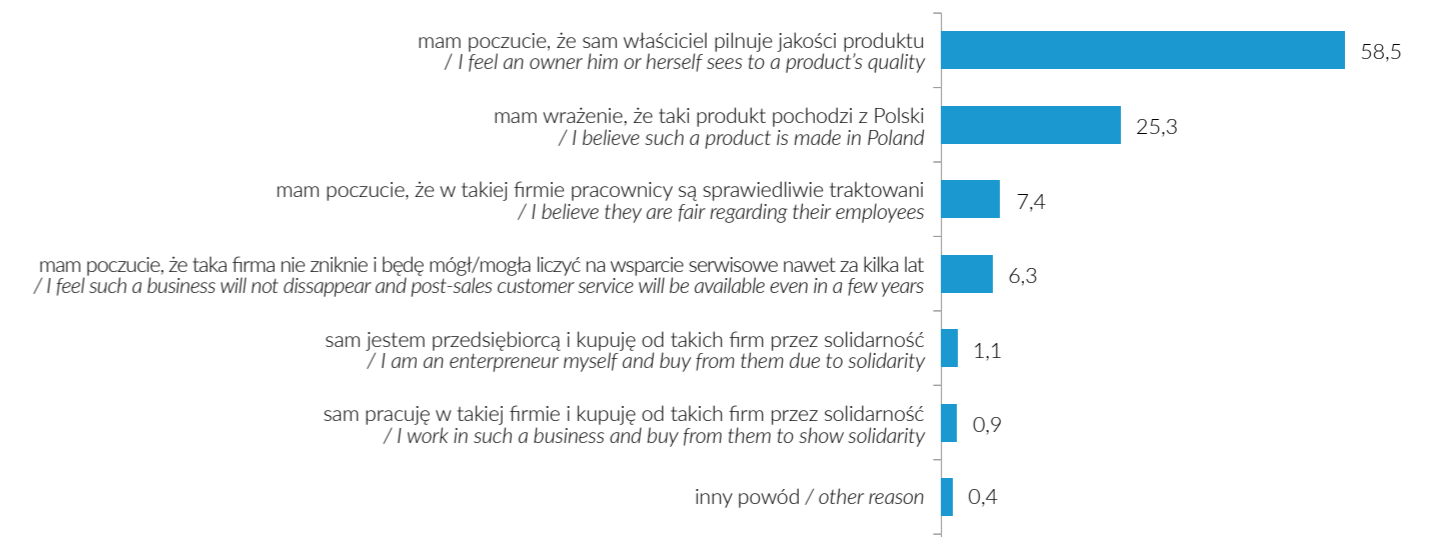 mam poczucie, że sam właściciel pilnuje jakości produktu
/ I feel an owner him or herself sees to a product's quality
58,5
mam wrażenie, że taki produkt pochodzi z Polski
/ I believe such a product is made in Poland
25,3
mam poczucie, że w takiej firmie pracownicy są sprawiedliwie traktowani
/ I believe they are fair regarding their employees
7,4
mam poczucie, że taka firma nie zniknie i będę mógł/mogła liczyć na wsparcie serwisowe nawet za kilka lat
/ I feel such a business will not dissappear and post-sales customer service will be available even in a few years
6,3
sam jestem przedsiębiorcą i kupuję od takich firm przez solidarność
/ I am an enterpreneur myself and buy from them due to solidarity
1,1
sam pracuję w takiej firmie i kupuję od takich firm przez solidarność
/ I work in such a business and buy from them to show solidarity
0,9
inny powód / other reason
0,4